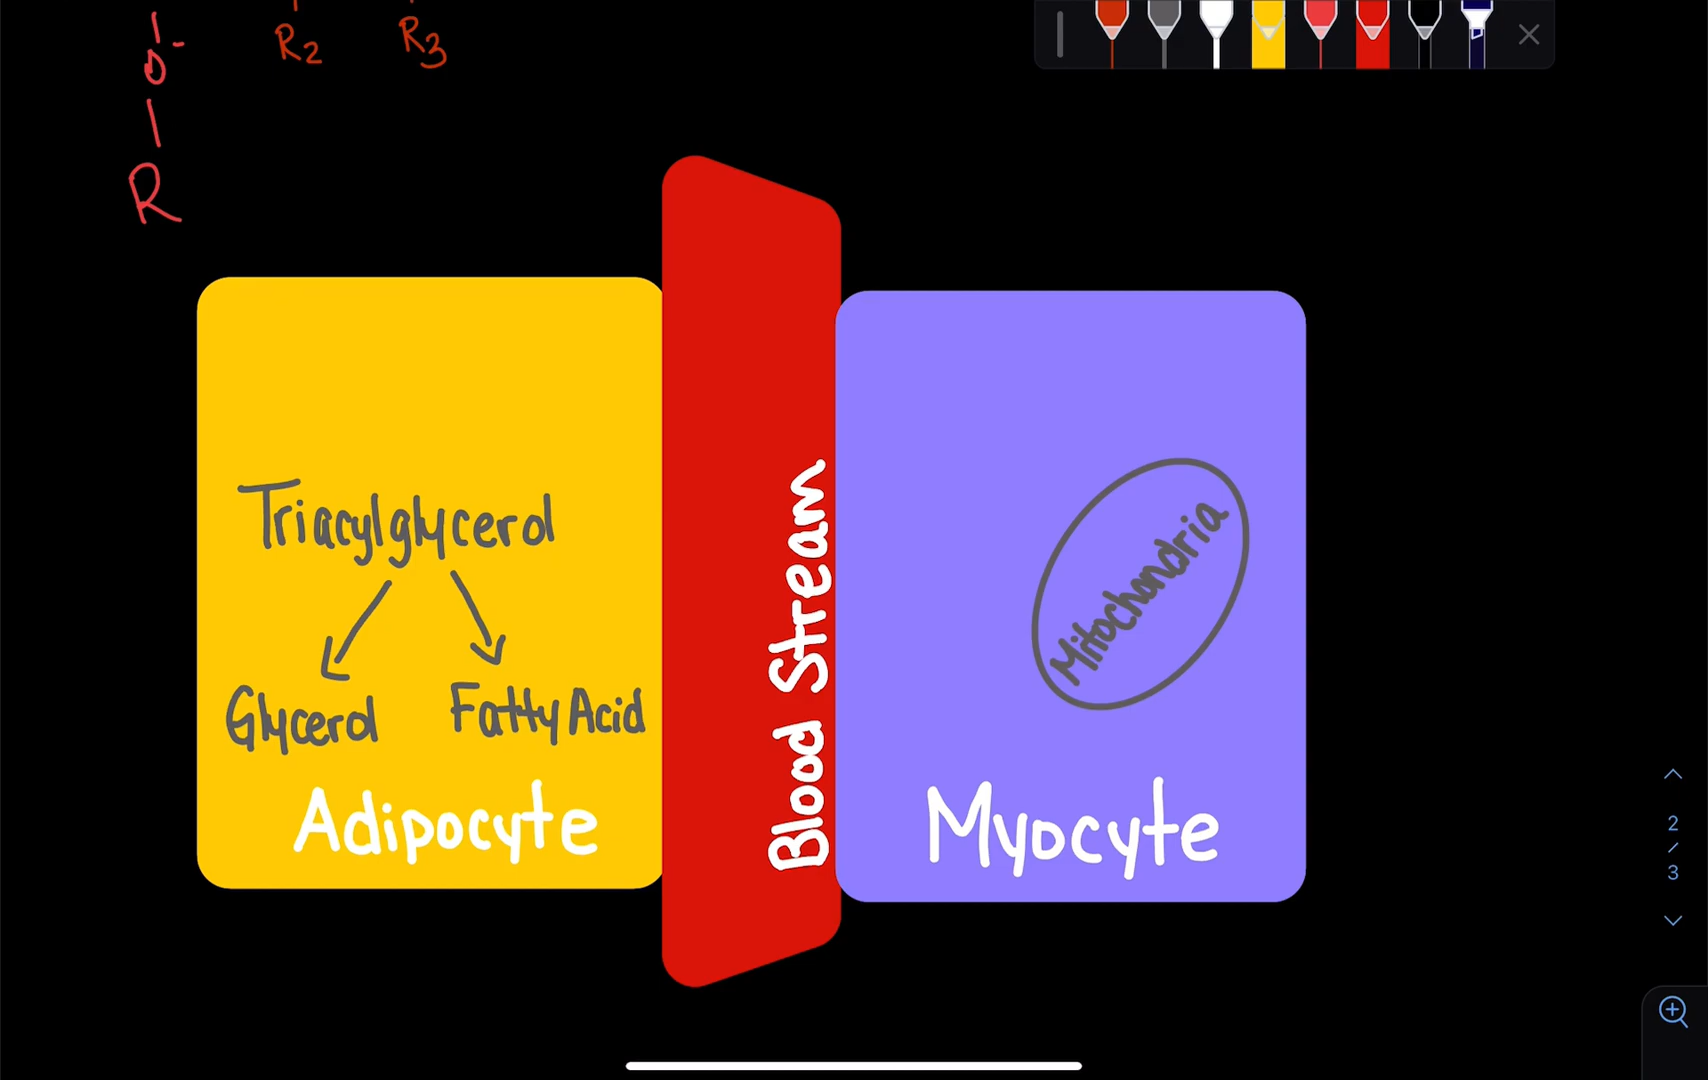 R₂ R₃
O:-
R
Triacylglycerol
Glycerol Fatty Acid
Adipocyte
Blood Stream
Mitochondria
Myocyte
2
/
3